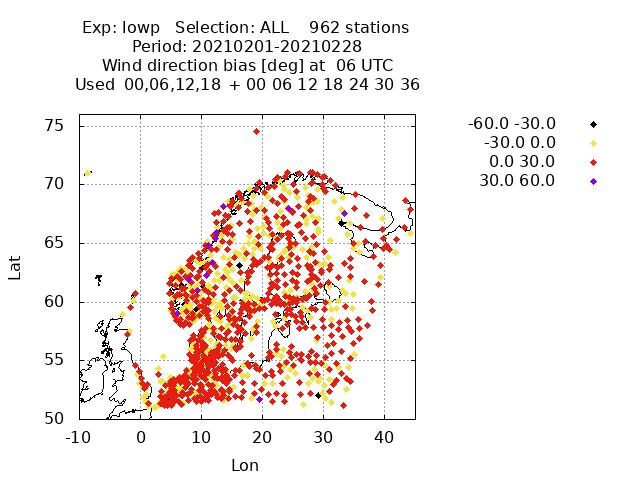 Exp: lowp Selection: ALL 962 stations
Period: 20210201-20210228
Wind direction bias [deg] at 06 UTC
Used 00,06,12,18 + 00 06 12 18 24 30 36
-60.0 -30.0
-30.0 0.0
0.0 30.0
30.0 60.0
75
70
65
60
55
50
Lat
-10 0 10 20 30 40
Lon